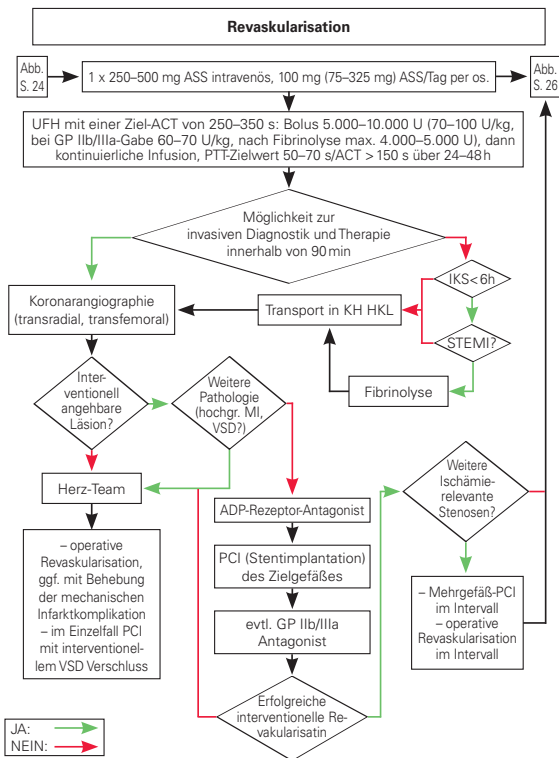 Revaskularisation
Abb.
S. 24
1 x 250–500 mg ASS intravenös, 100 mg (75–325 mg) ASS/Tag per os.
Abb.
S. 26
UFH mit einer Ziel-ACT von 250–350 s: Bolus 5.000–10.000 U (70–100 U/kg,
bei GP IIb/IIIa-Gabe 60–70 U/kg, nach Fibrinolyse max. 4.000–5.000 U), dann
kontinuierliche Infusion, PTT-Zielwert 50–70 s/ACT > 150 s über 24–48 h
Möglichkeit zur
invasiven Diagnostik und Therapie
innerhalb von 90 min
IKS< 6h
Koronarangiographie
(transradial, transfemoral)
Transport in KH HKL
STEMI?
Fibrinolyse
Inter-
ventionell
angehbare
Läsion?
Weitere
Pathologie
(hochgr. MI,
VSD?)
Herz-Team
ADP-Rezeptor-Antagonist
Weitere
Ischämie-
relevante
Stenosen?
– operative
Revaskularisation,
ggf. mit Behebung
der mechanischen
Infarktkomplikation
– im Einzelfall PCI
mit interventionel-
lem VSD Verschluss
PCI (Stentimplantation)
des Zielgefäßes
evtl. GP IIb/IIIa
Antagonist
– Mehrgefäß-PCI
im Intervall
– operative
Revaskularisation
im Intervall
Erfolgreiche
interventionelle Re-
vakularisatin
JA:
NEIN: